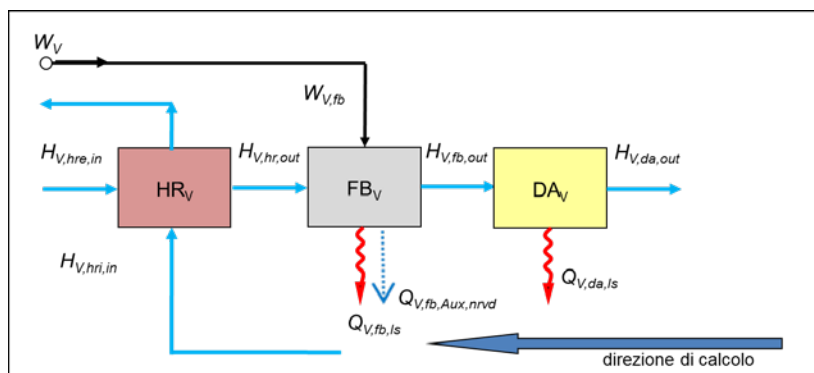 W_V
W_V,fb
H_V,hre,in
HR_V
H_V,hr,out
FB_V
H_V,fb,out
DA_V
H_V,da,out
H_V,hri,in
Q_V,fb,ls
Q_V,fb,Aux,nrvd
Q_V,da,ls
direzione di calcolo